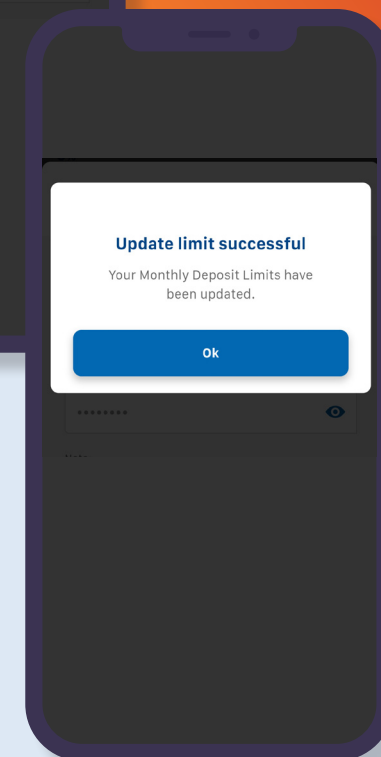 Update limit successful
Your Monthly Deposit Limits have
been updated.
Ok
••••••••